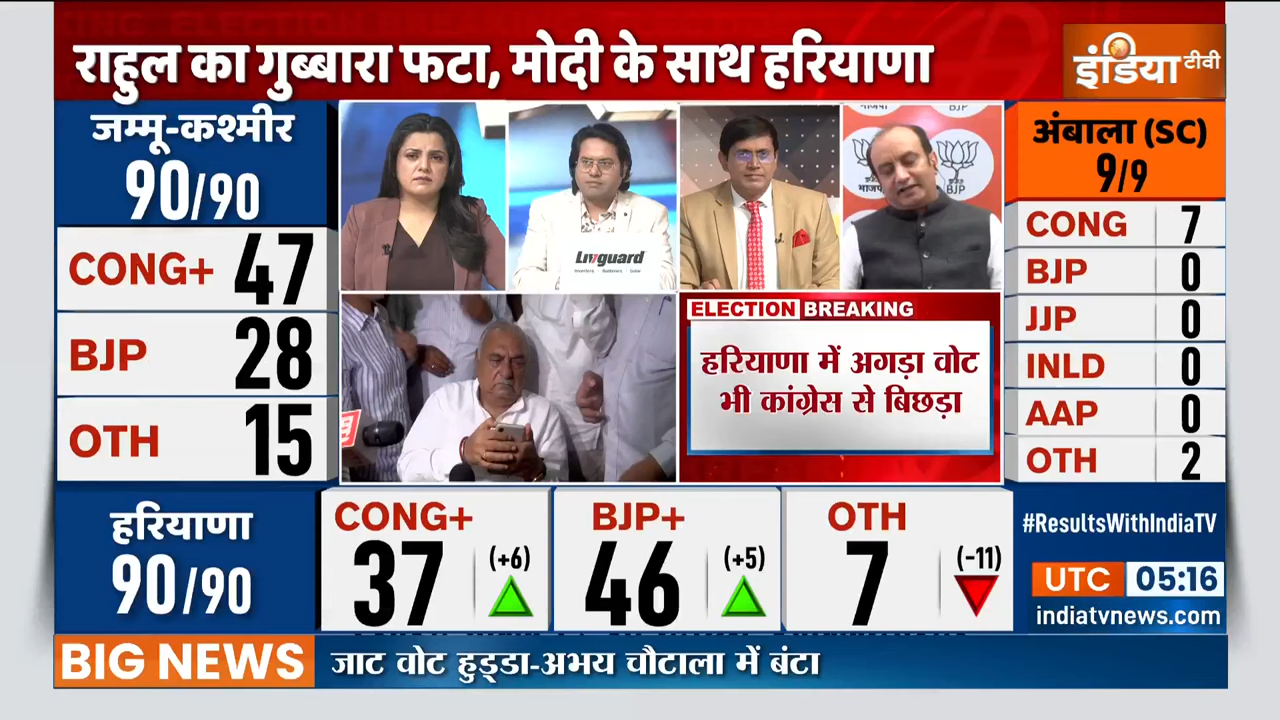 राहुल का गुब्बारा फटा, मोदी के साथ हरियाणा
इंडिया टीवी
जम्मू-कश्मीर
90/90
CONG+ 47
BJP 28
OTH 15
Livguard
BJP
BJP
भाजपा
अंबाला (SC)
9/9
CONG 7
BJP 0
JJP 0
INLD 0
AAP 0
OTH 2
ELECTION BREAKING
हरियाणा में अगड़ा वोट
भी कांग्रेस से बिछड़ा
हरियाणा
90/90
CONG+ 37 (+6)
BJP+ 46 (+5)
OTH 7 (-11)
#ResultsWithIndiaTV
UTC 05:16
indiatvnews.com
BIG NEWS
जाट वोट हुड्डा-अभय चौटाला में बंटा